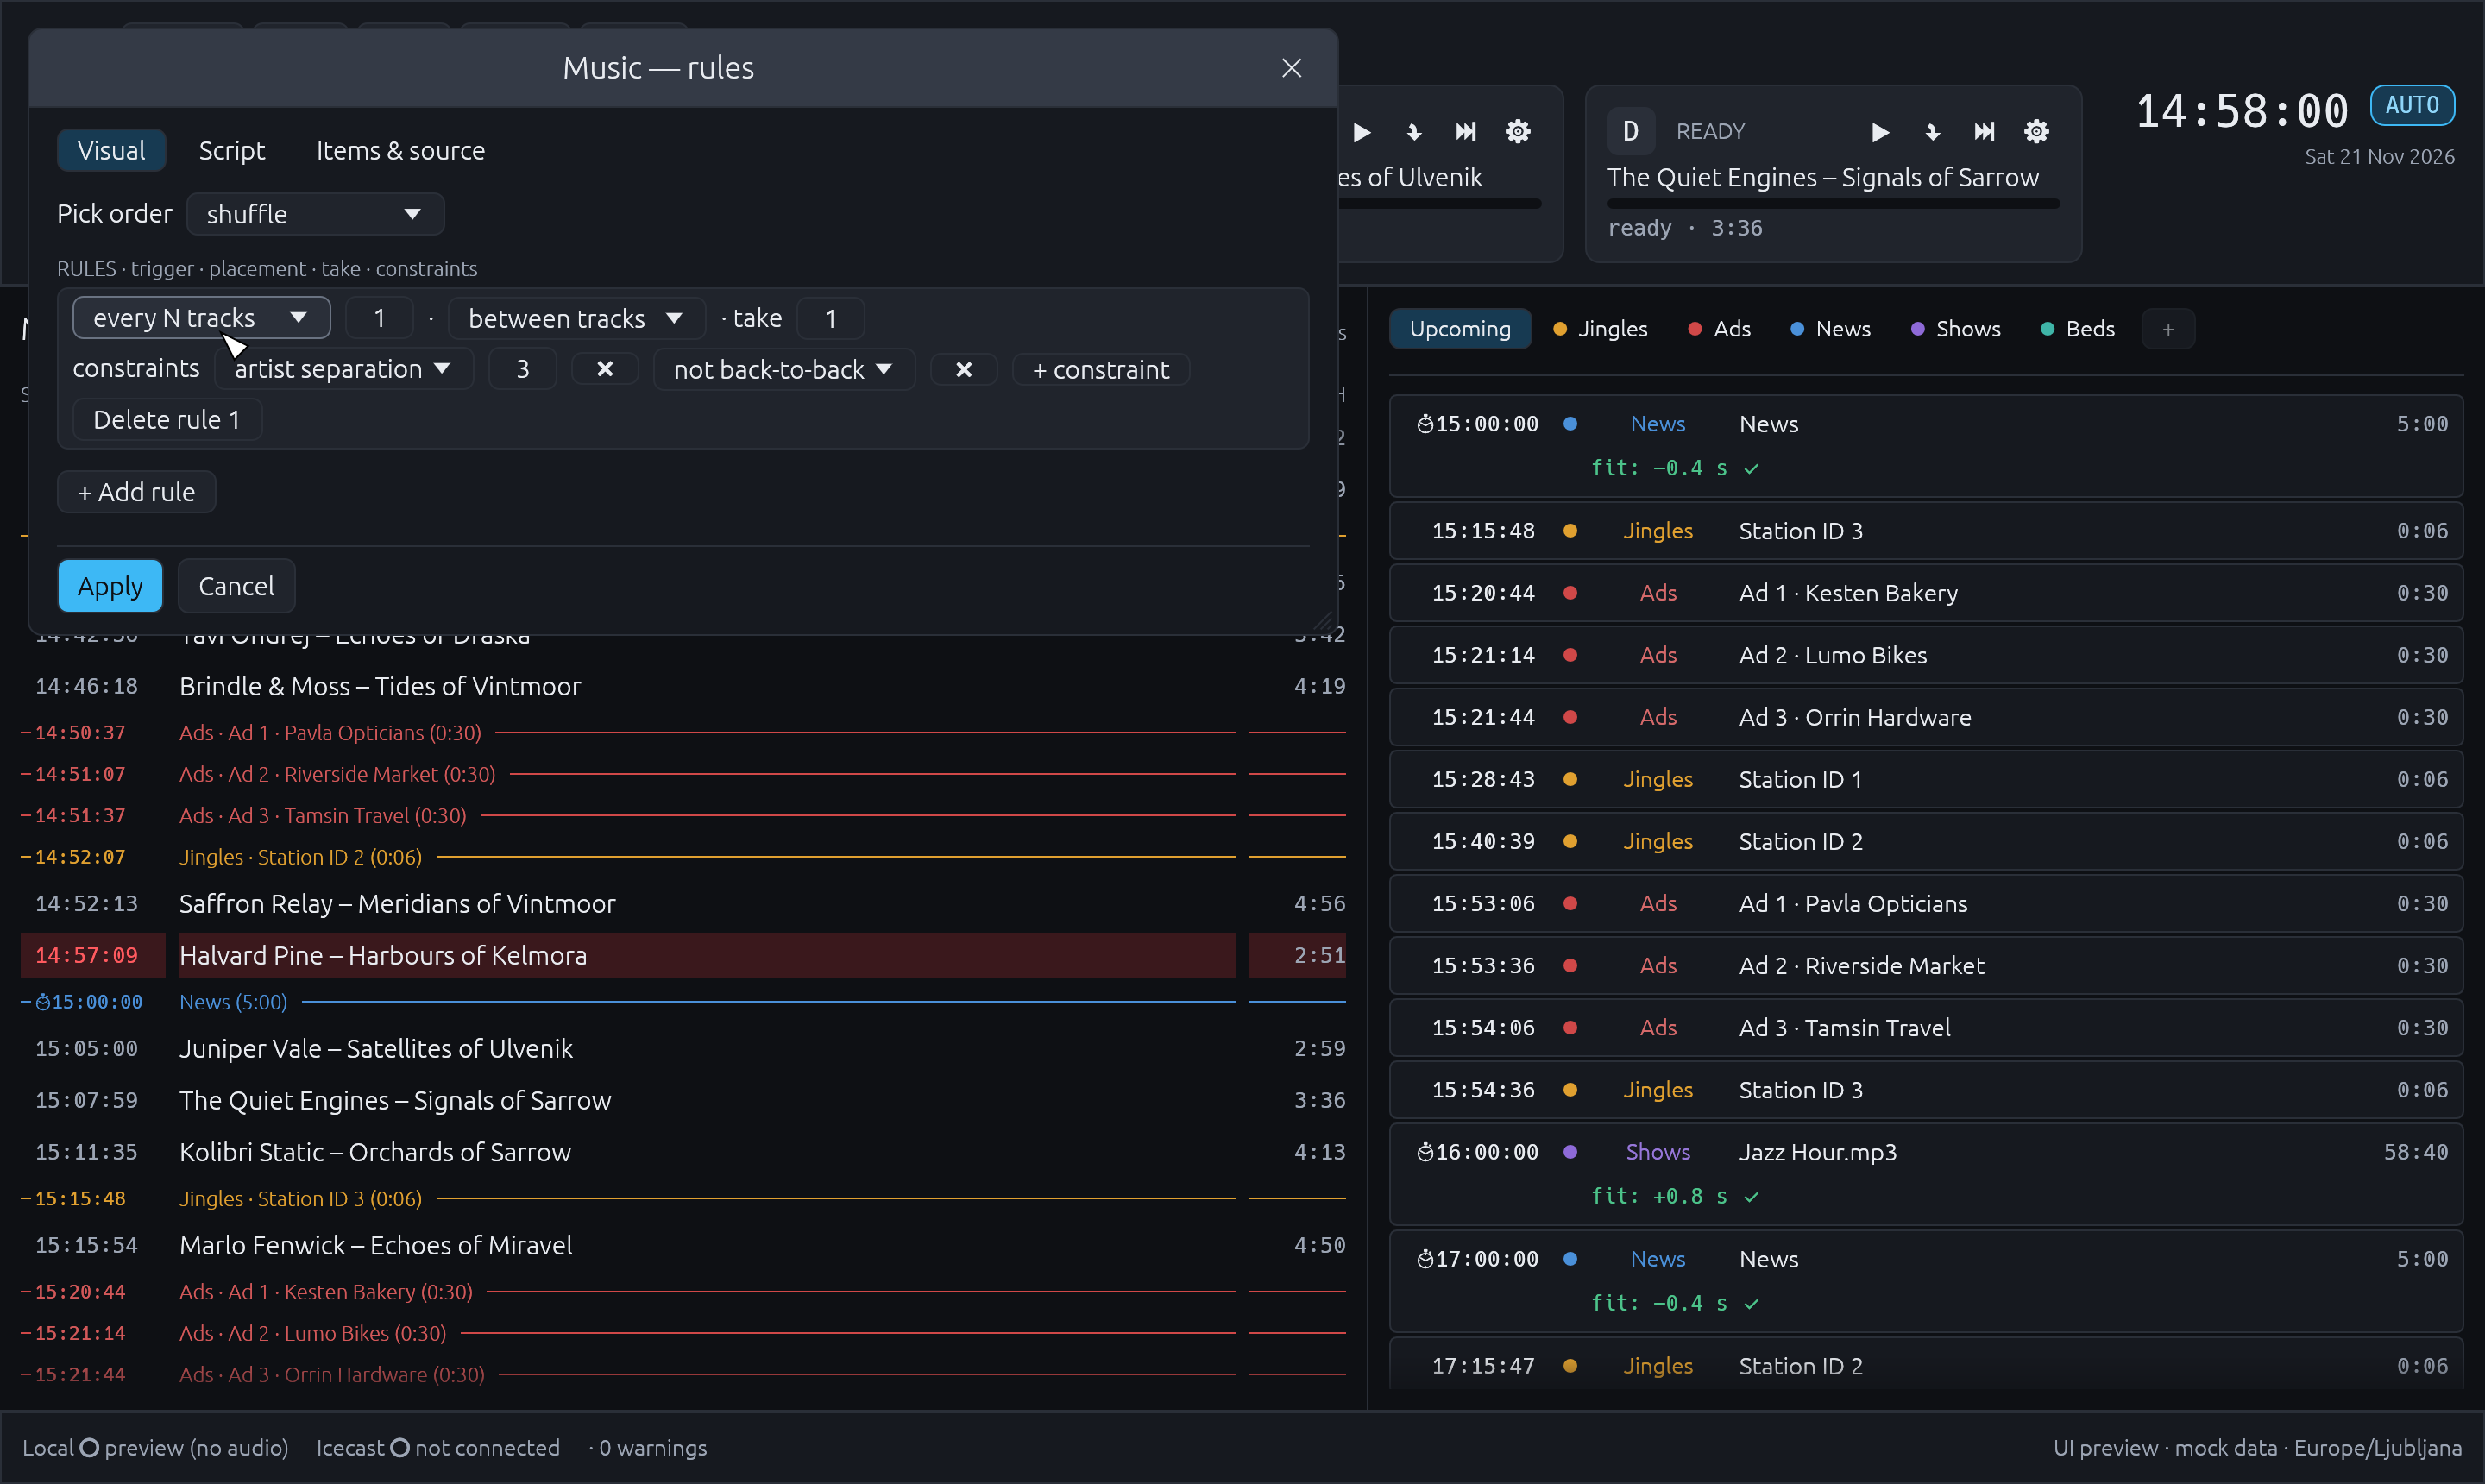 Music — rules
Visual Script Items & source
Pick order shuffle
RULES · trigger · placement · take · constraints
every N tracks 1 · between tracks · take 1
constraints artist separation 3 not back-to-back + constraint
Delete rule 1
+ Add rule
Apply Cancel
es of Ulvenik
D READY
The Quiet Engines – Signals of Sarrow
ready · 3:36
14:58:00 AUTO
Sat 21 Nov 2026
14:46:18 Brindle & Moss – Tides of Vintmoor 4:19
14:50:37 Ads · Ad 1 · Pavla Opticians (0:30)
14:51:07 Ads · Ad 2 · Riverside Market (0:30)
14:51:37 Ads · Ad 3 · Tamsin Travel (0:30)
14:52:07 Jingles · Station ID 2 (0:06)
14:52:13 Saffron Relay – Meridians of Vintmoor 4:56
14:57:09 Halvard Pine – Harbours of Kelmora 2:51
15:00:00 News (5:00)
15:05:00 Juniper Vale – Satellites of Ulvenik 2:59
15:07:59 The Quiet Engines – Signals of Sarrow 3:36
15:11:35 Kolibri Static – Orchards of Sarrow 4:13
15:15:48 Jingles · Station ID 3 (0:06)
15:15:54 Marlo Fenwick – Echoes of Miravel 4:50
15:20:44 Ads · Ad 1 · Kesten Bakery (0:30)
15:21:14 Ads · Ad 2 · Lumo Bikes (0:30)
15:21:44 Ads · Ad 3 · Orrin Hardware (0:30)
Upcoming Jingles Ads News Shows Beds +
15:00:00 News News 5:00
fit: −0.4 s ✓
15:15:48 Jingles Station ID 3 0:06
15:20:44 Ads Ad 1 · Kesten Bakery 0:30
15:21:14 Ads Ad 2 · Lumo Bikes 0:30
15:21:44 Ads Ad 3 · Orrin Hardware 0:30
15:28:43 Jingles Station ID 1 0:06
15:40:39 Jingles Station ID 2 0:06
15:53:06 Ads Ad 1 · Pavla Opticians 0:30
15:53:36 Ads Ad 2 · Riverside Market 0:30
15:54:06 Ads Ad 3 · Tamsin Travel 0:30
15:54:36 Jingles Station ID 3 0:06
16:00:00 Shows Jazz Hour.mp3 58:40
fit: +0.8 s ✓
17:00:00 News News 5:00
fit: −0.4 s ✓
17:15:47 Jingles Station ID 2 0:06
Local preview (no audio) Icecast not connected · 0 warnings
UI preview · mock data · Europe/Ljubljana